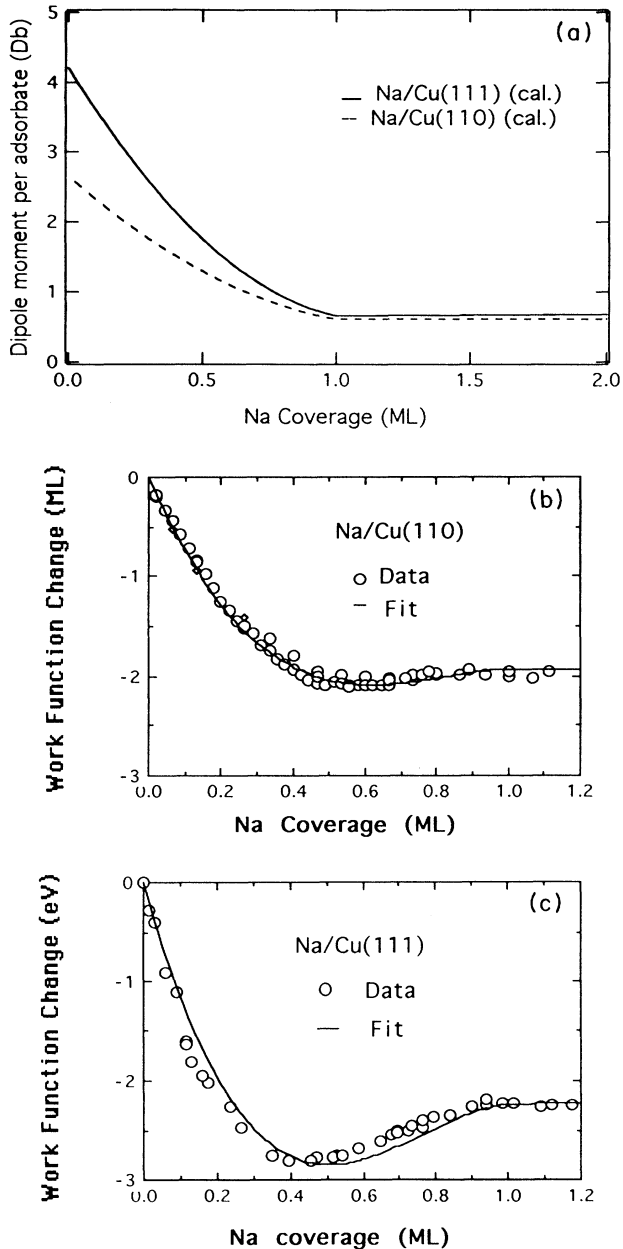 (a)
Dipole moment per adsorbate (Db)
5
4
3
2
1
0
— Na/Cu(111) (cal.)
-- Na/Cu(110) (cal.)
0.0 0.5 1.0 1.5 2.0
Na Coverage (ML)
(b)
Work Function Change (ML)
0
-1
-2
-3
Na/Cu(110)
Data
Fit
0.0 0.2 0.4 0.6 0.8 1.0 1.2
Na Coverage (ML)
(c)
Work Function Change (eV)
0
-1
-2
-3
Na/Cu(111)
Data
Fit
0.0 0.2 0.4 0.6 0.8 1.0 1.2
Na coverage (ML)